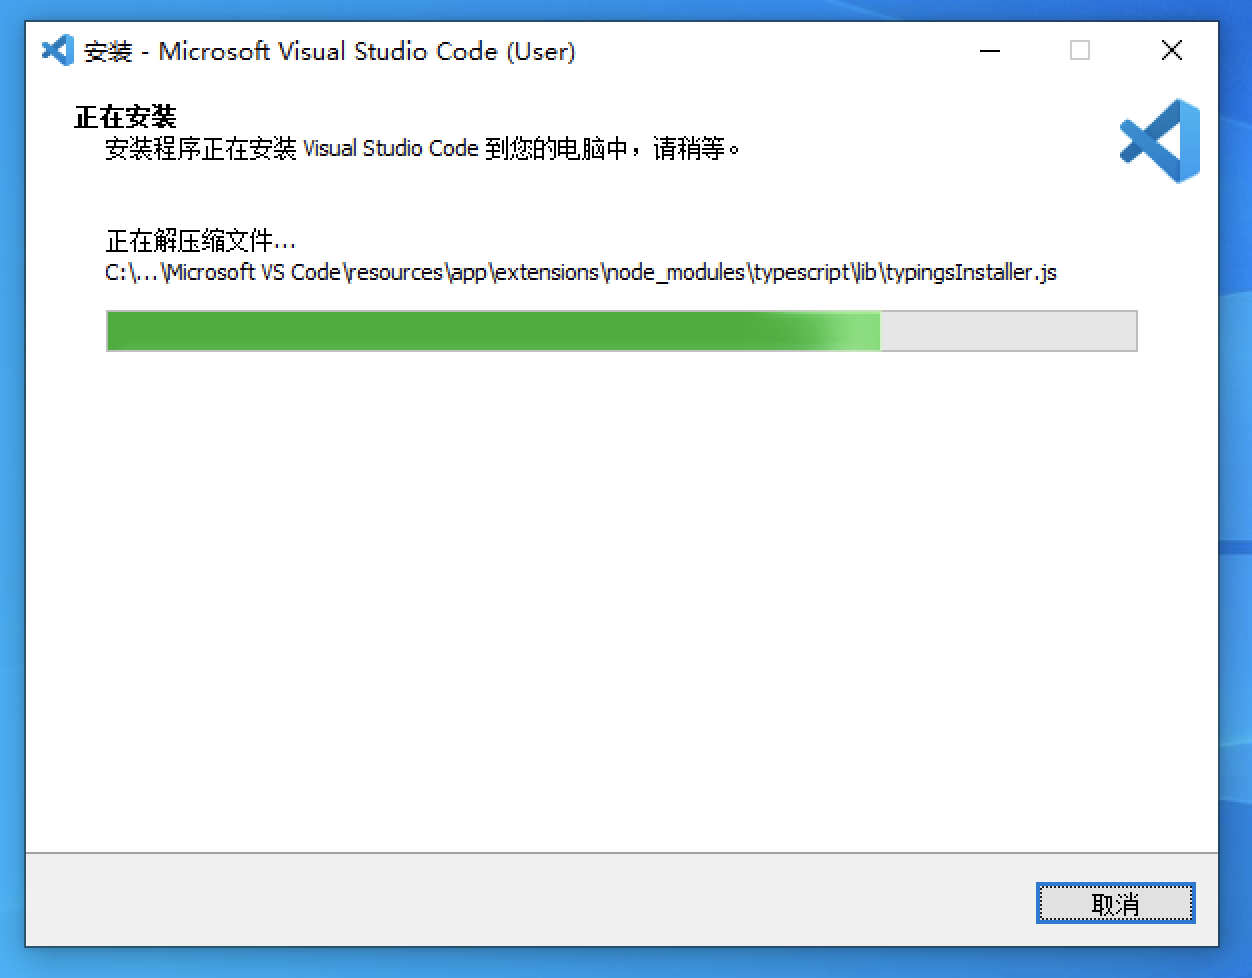 安装 - Microsoft Visual Studio Code (User)
正在安装
安装程序正在安装 Visual Studio Code 到您的电脑中，请稍等。
正在解压缩文件...
C:\...\Microsoft VS Code\resources\app\extensions\node_modules\typescript\lib\typingsInstaller.js
取消